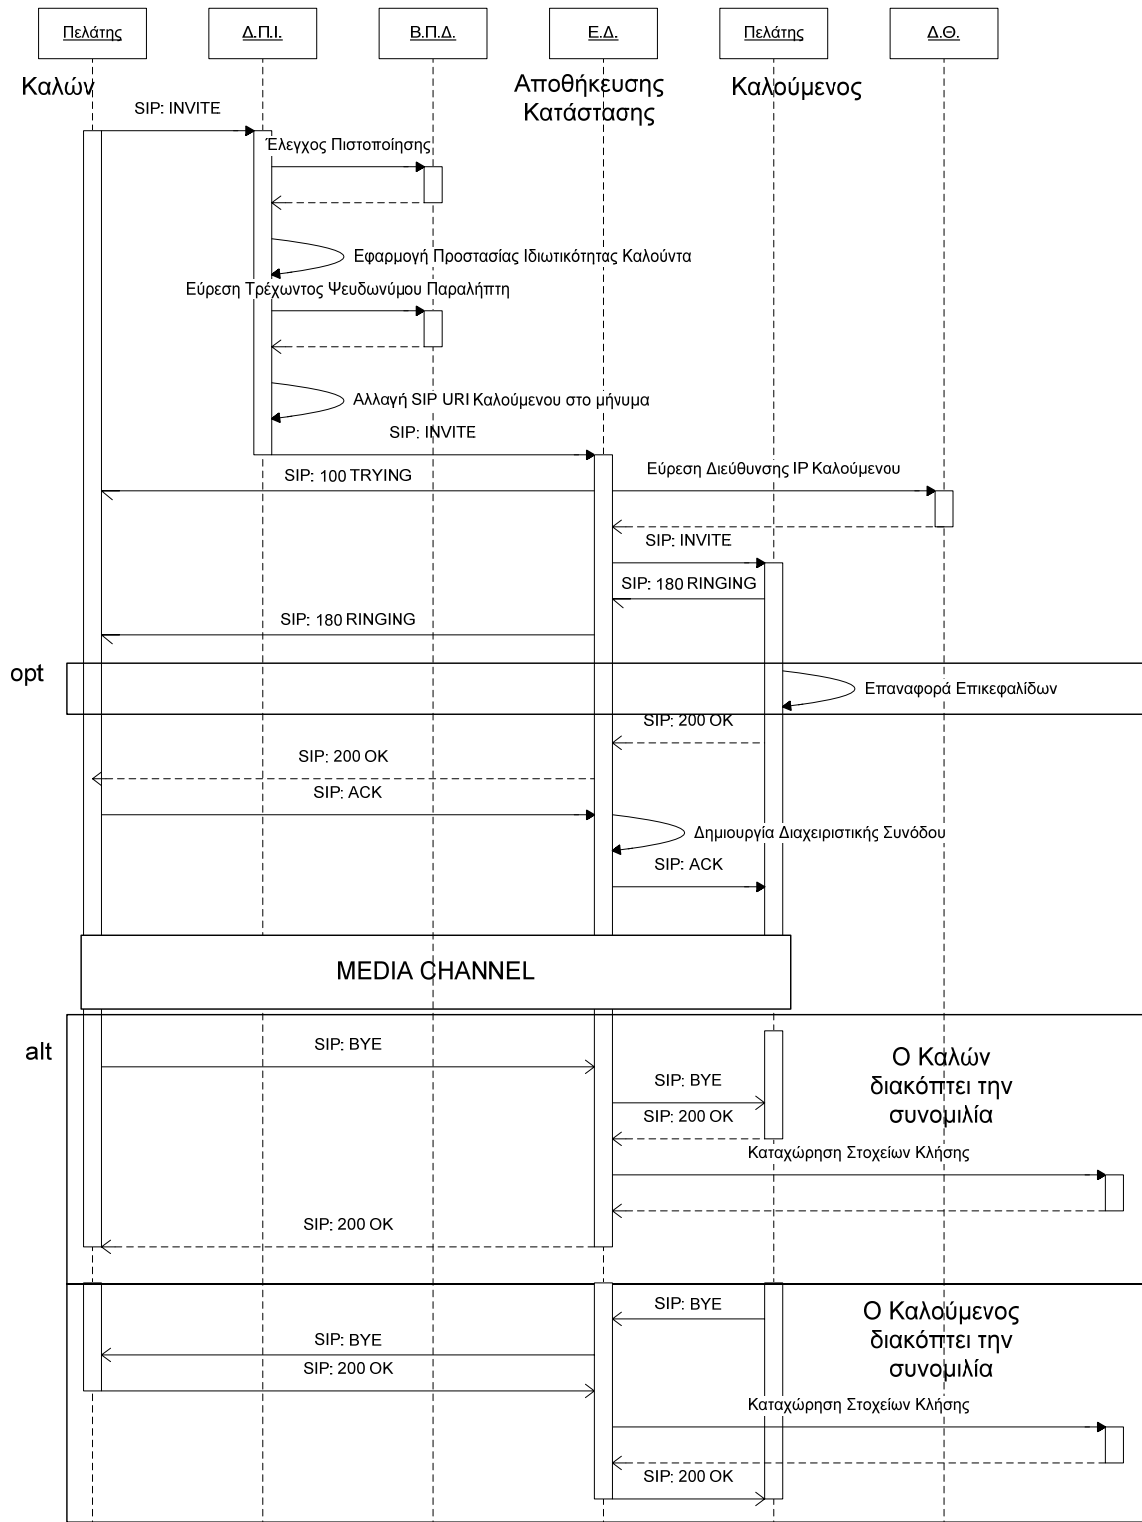 Πελάτης
Δ.Π.Ι.
Β.Π.Δ.
Ε.Δ.
Πελάτης
Δ.Θ.
Καλών
Αποθήκευσης
Κατάστασης
Καλούμενος
SIP: INVITE
Έλεγχος Πιστοποίησης
Εφαρμογή Προστασίας Ιδιωτικότητας Καλούντα
Εύρεση Τρέχωντος Ψευδωνύμου Παραλήπτη
Αλλαγή SIP URI Καλούμενου στο μήνυμα
SIP: INVITE
SIP: 100 TRYING
Εύρεση Διεύθυνσης IP Καλούμενου
SIP: INVITE
SIP: 180 RINGING
SIP: 180 RINGING
opt
Επαναφορά Επικεφαλίδων
SIP: 200 OK
SIP: 200 OK
SIP: ACK
Δημιουργία Διαχειριστικής Συνόδου
SIP: ACK
MEDIA CHANNEL
alt
SIP: BYE
Ο Καλών
διακόπτει την
συνομιλία
SIP: BYE
SIP: 200 OK
Καταχώρηση Στοχείων Κλήσης
SIP: 200 OK
SIP: BYE
Ο Καλούμενος
διακόπτει την
συνομιλία
SIP: BYE
SIP: 200 OK
Καταχώρηση Στοχείων Κλήσης
SIP: 200 OK